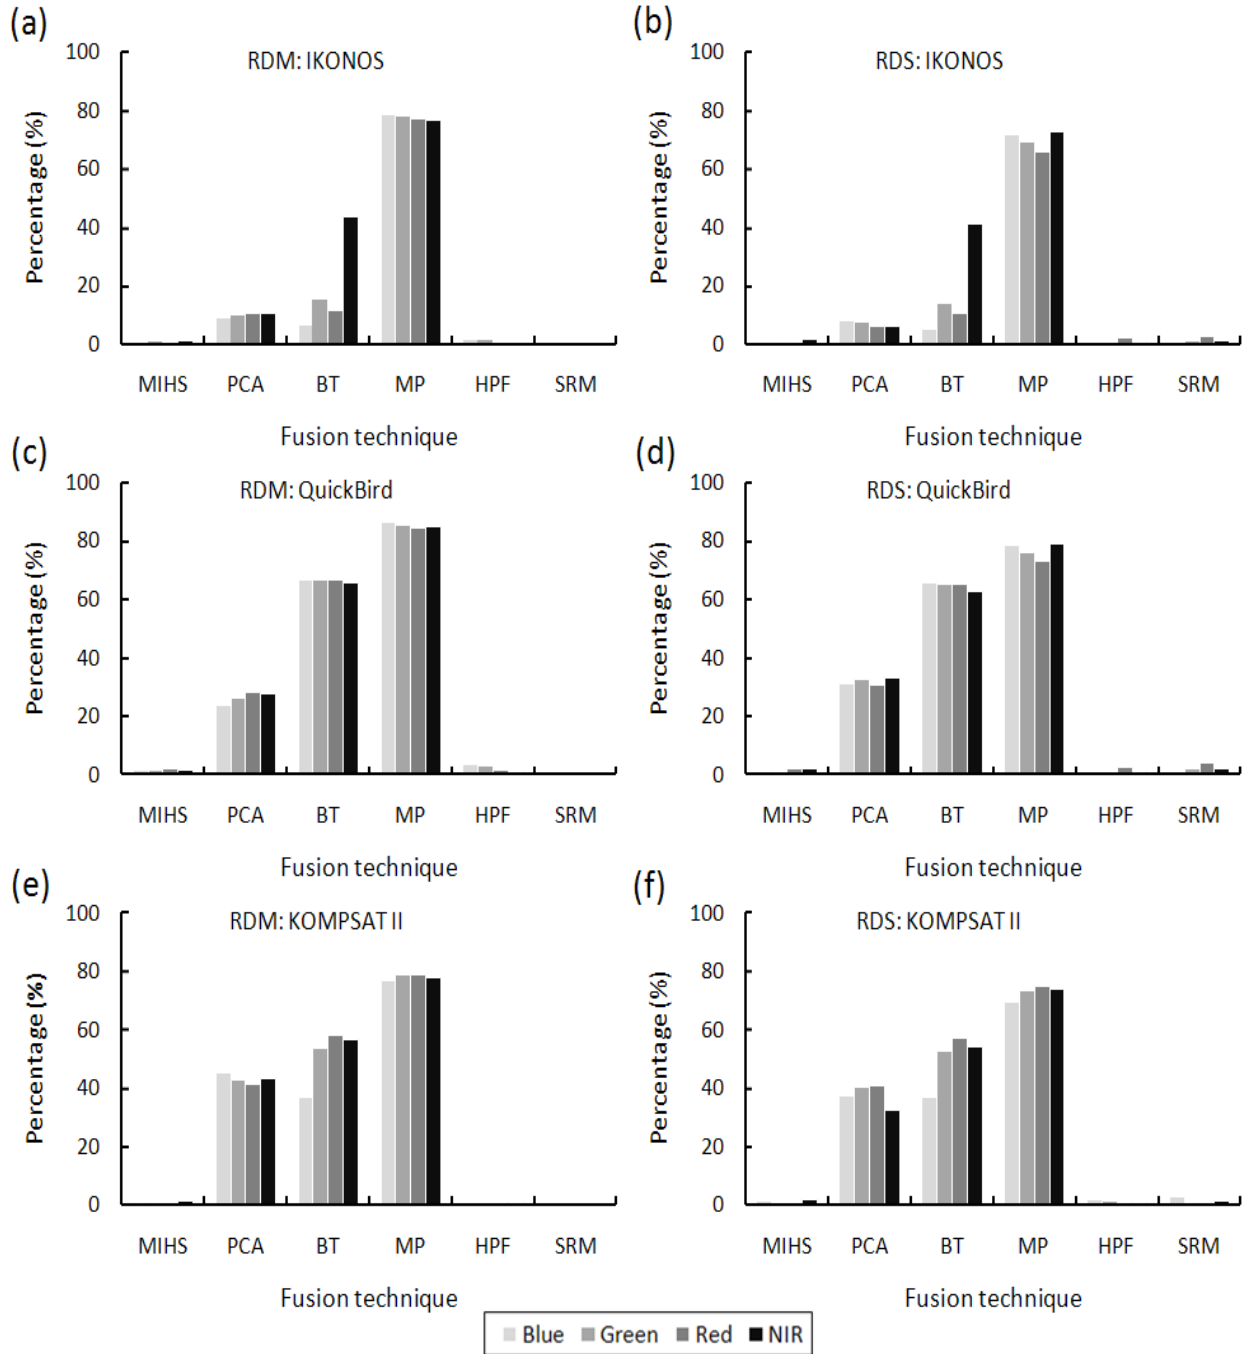 (a)
RDM: IKONOS
Percentage (%)
100
80
60
40
20
0
MIHS PCA BT MP HPF SRM
Fusion technique
(b)
RDS: IKONOS
Percentage (%)
100
80
60
40
20
0
MIHS PCA BT MP HPF SRM
Fusion technique
(c)
RDM: QuickBird
Percentage (%)
100
80
60
40
20
0
MIHS PCA BT MP HPF SRM
Fusion technique
(d)
RDS: QuickBird
Percentage (%)
100
80
60
40
20
0
MIHS PCA BT MP HPF SRM
Fusion technique
(e)
RDM: KOMPSAT II
Percentage (%)
100
80
60
40
20
0
MIHS PCA BT MP HPF SRM
Fusion technique
(f)
RDS: KOMPSAT II
Percentage (%)
100
80
60
40
20
0
MIHS PCA BT MP HPF SRM
Fusion technique
Blue Green Red NIR